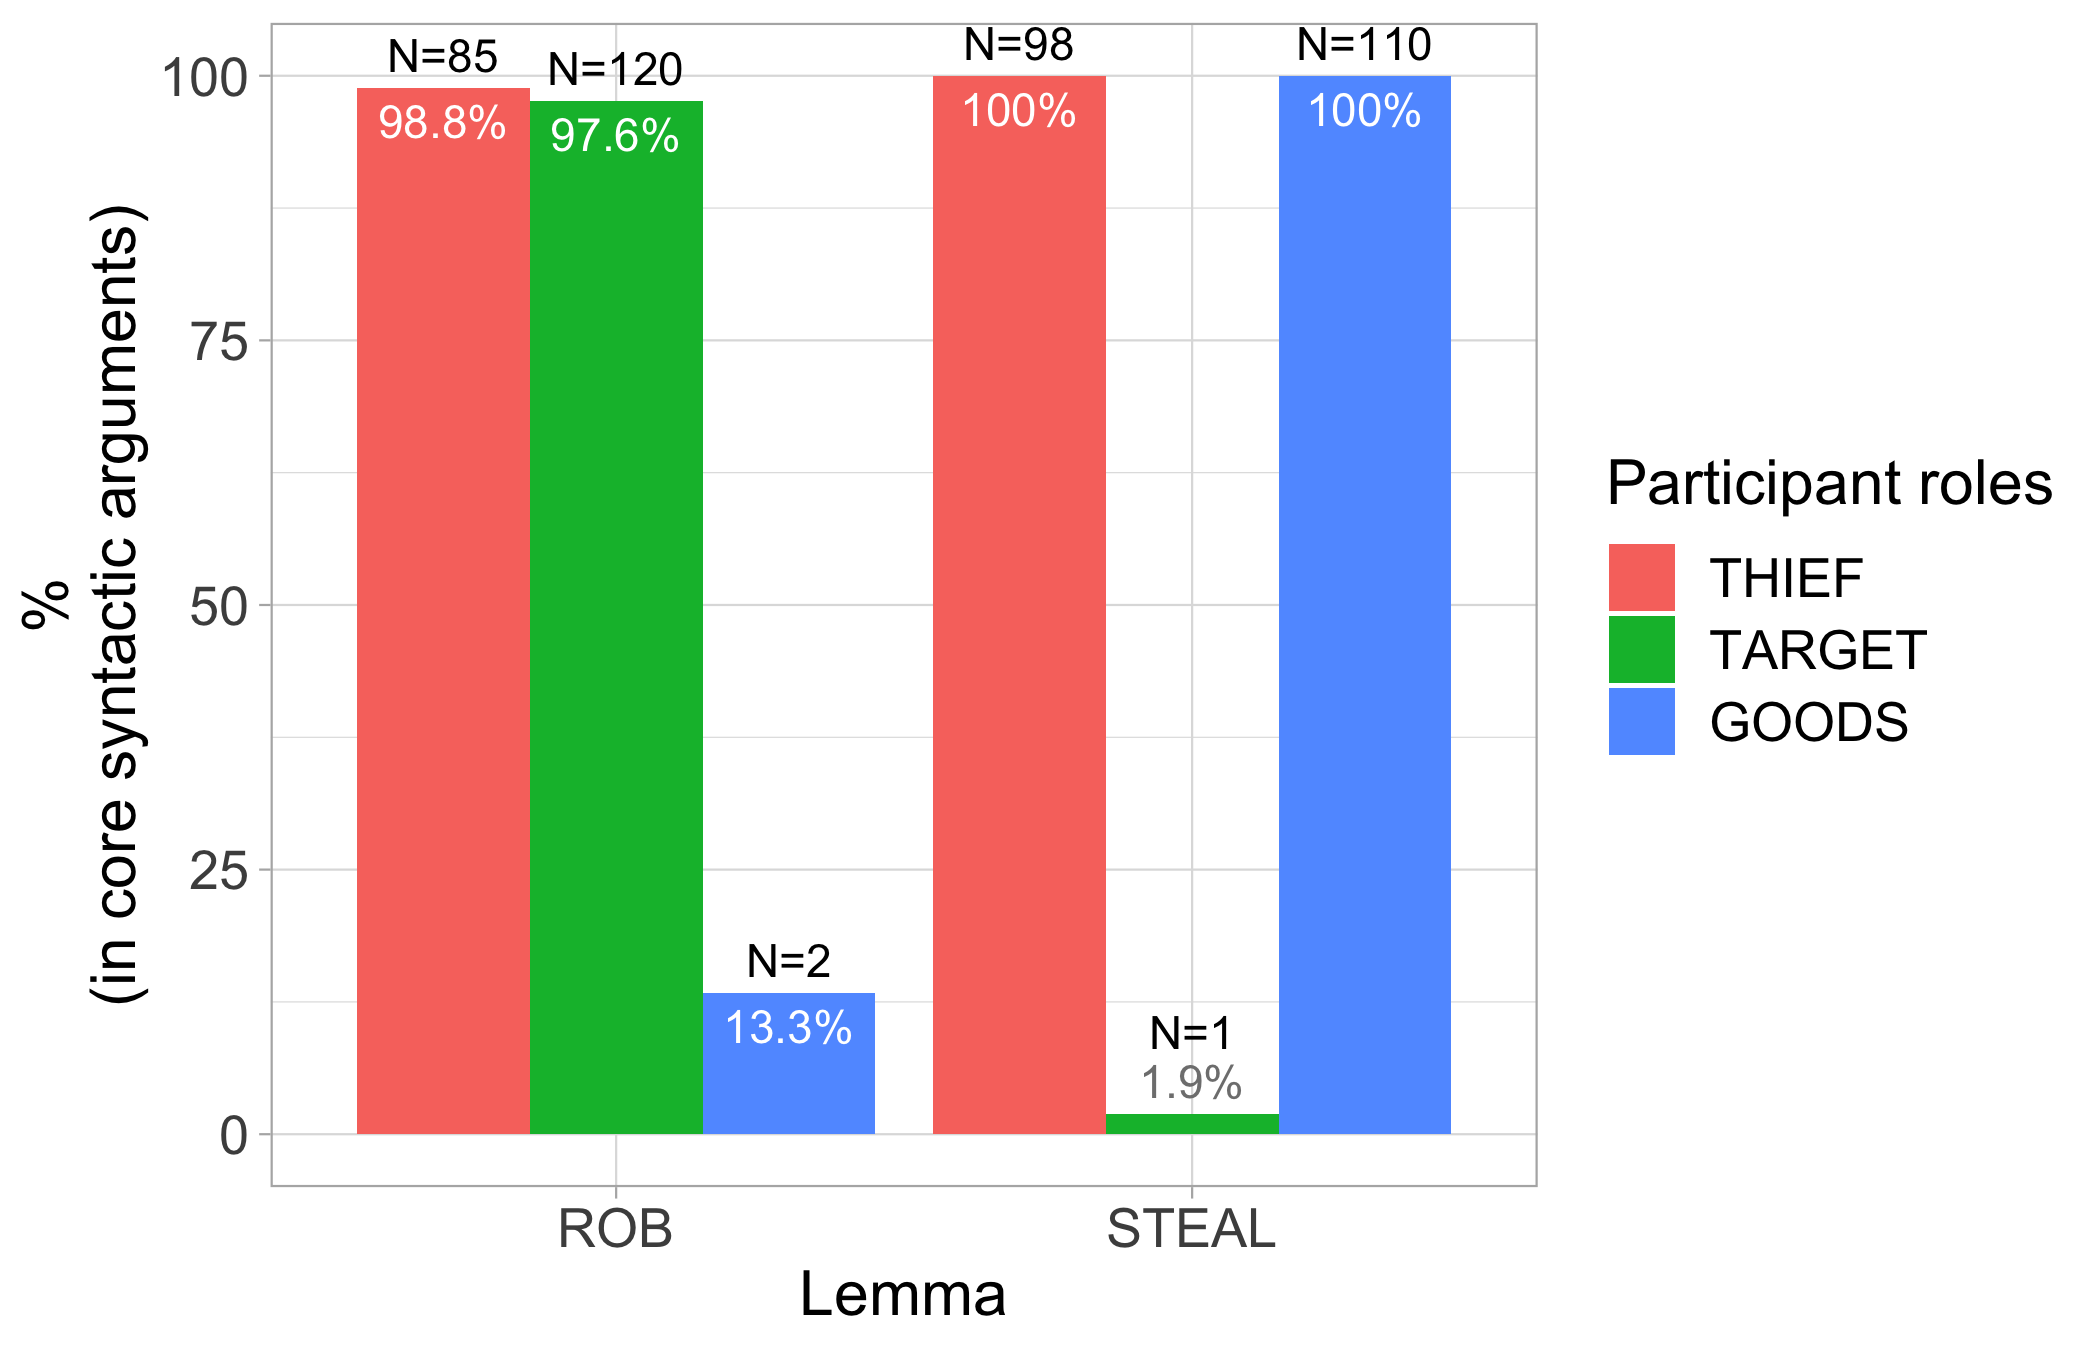 %
(in core syntactic arguments)
100
75
50
25
0
N=85
98.8%
N=120
97.6%
N=2
13.3%
N=98
100%
N=1
1.9%
N=110
100%
ROB
STEAL
Lemma
Participant roles
THIEF
TARGET
GOODS